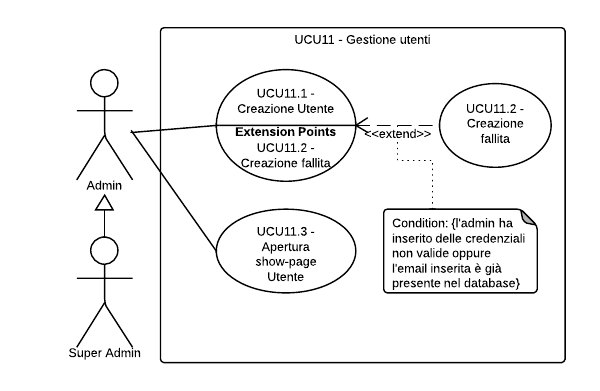 UCU11 - Gestione utenti
UCU11.1 -
Creazione Utente
Extension Points
UCU11.2 -
Creazione fallita
<<extend>>
UCU11.2 -
Creazione
fallita
Admin
UCU11.3 -
Apertura
show-page
Utente
Condition: {l'admin ha
inserito delle credenziali
non valide oppure
l'email inserita è già
presente nel database}
Super Admin